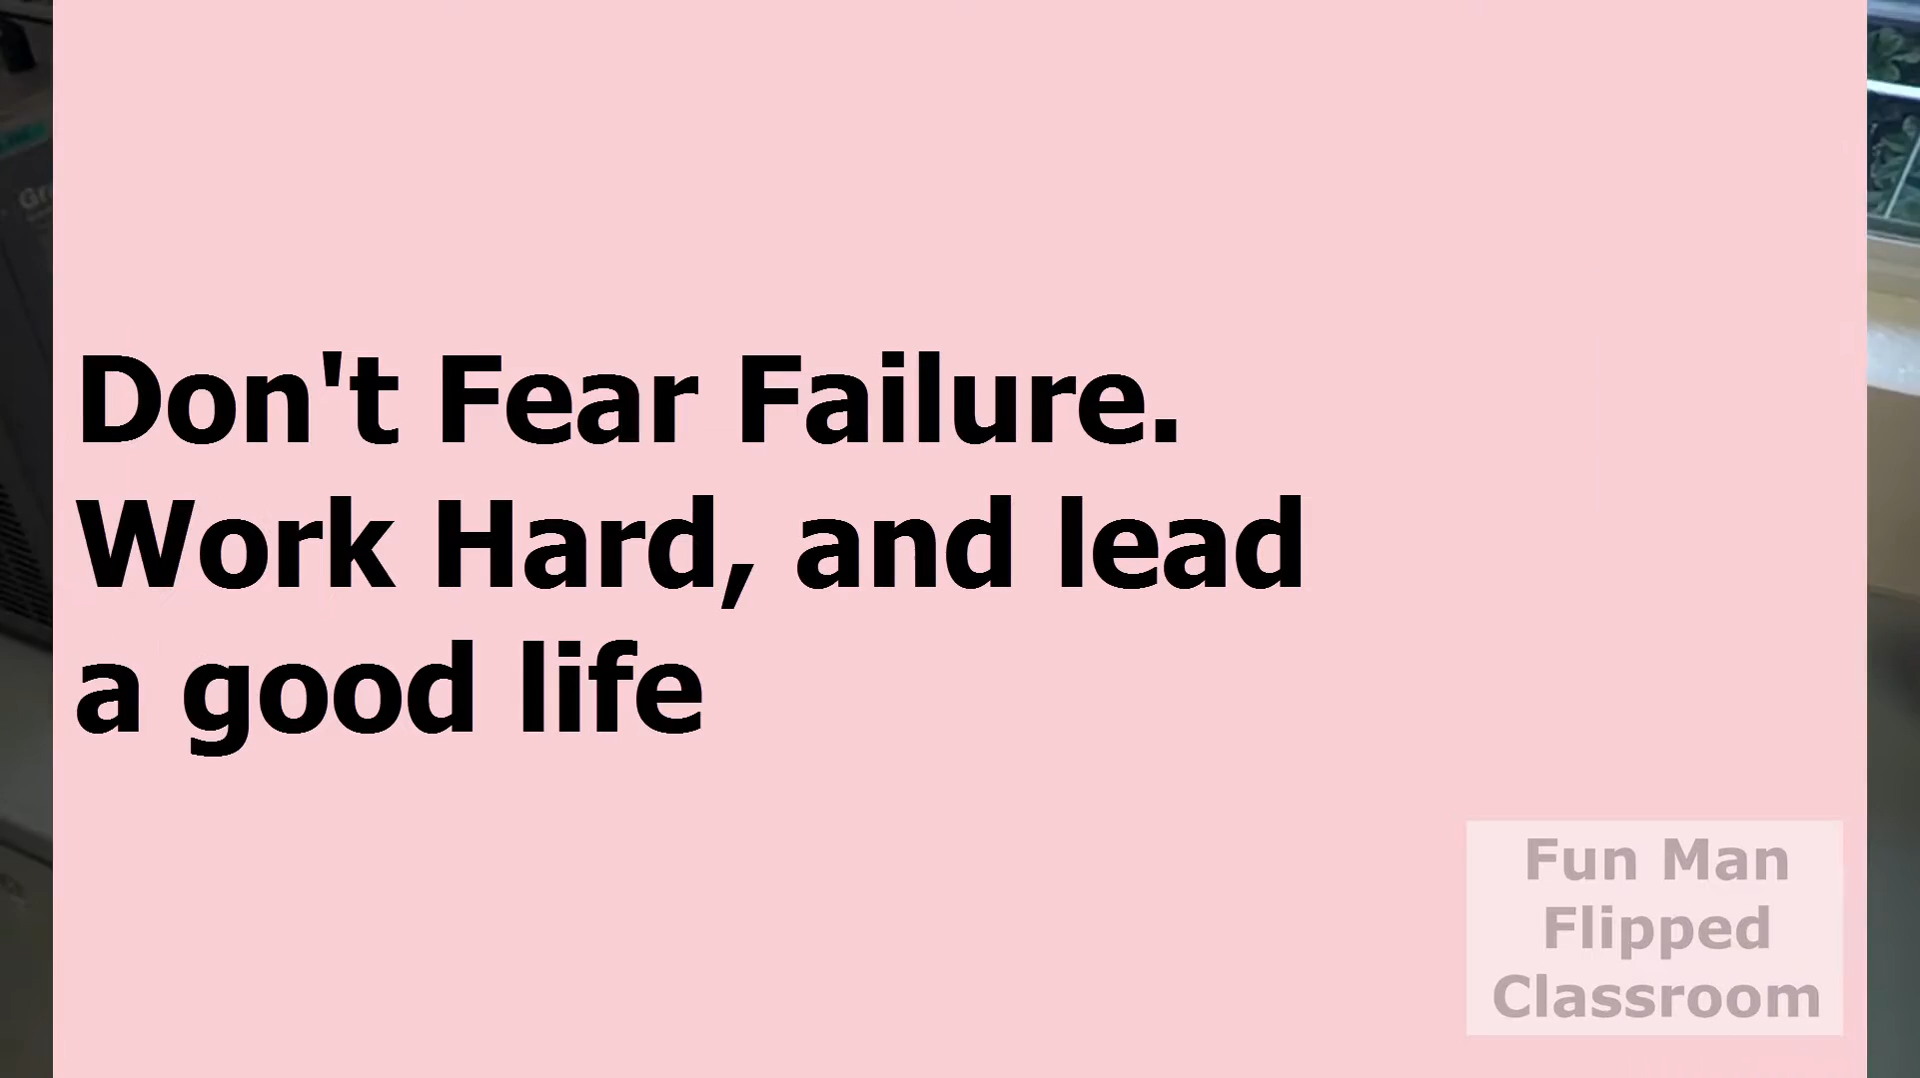 Don't Fear Failure.
Work Hard, and lead
a good life
Fun Man
Flipped
Classroom